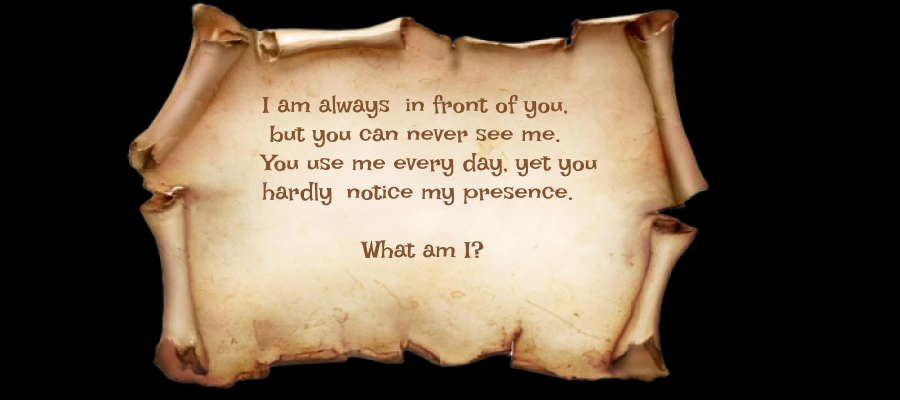 I am always in front of you,
but you can never see me.
You use me every day, yet you
hardly notice my presence.
What am I?